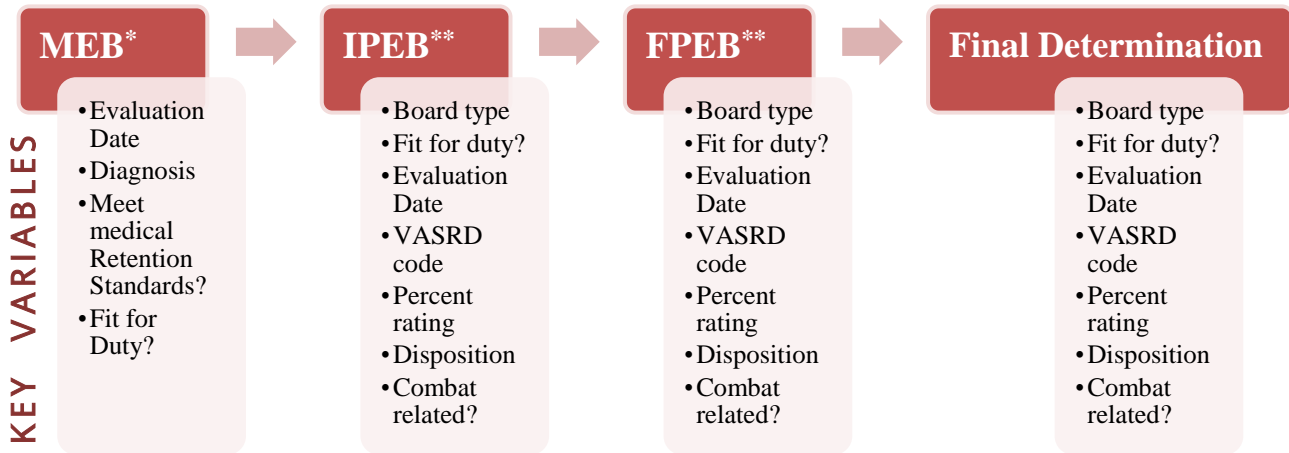 MEB*
IPEB**
FPEB**
Final Determination
KEY VARIABLES
•Evaluation
Date
•Diagnosis
•Meet
medical
Retention
Standards?
•Fit for
Duty?
•Board type
•Fit for duty?
•Evaluation
Date
•VASRD
code
•Percent
rating
•Disposition
•Combat
related?
•Board type
•Fit for duty?
•Evaluation
Date
•VASRD
code
•Percent
rating
•Disposition
•Combat
related?
•Board type
•Fit for duty?
•Evaluation
Date
•VASRD
code
•Percent
rating
•Disposition
•Combat
related?